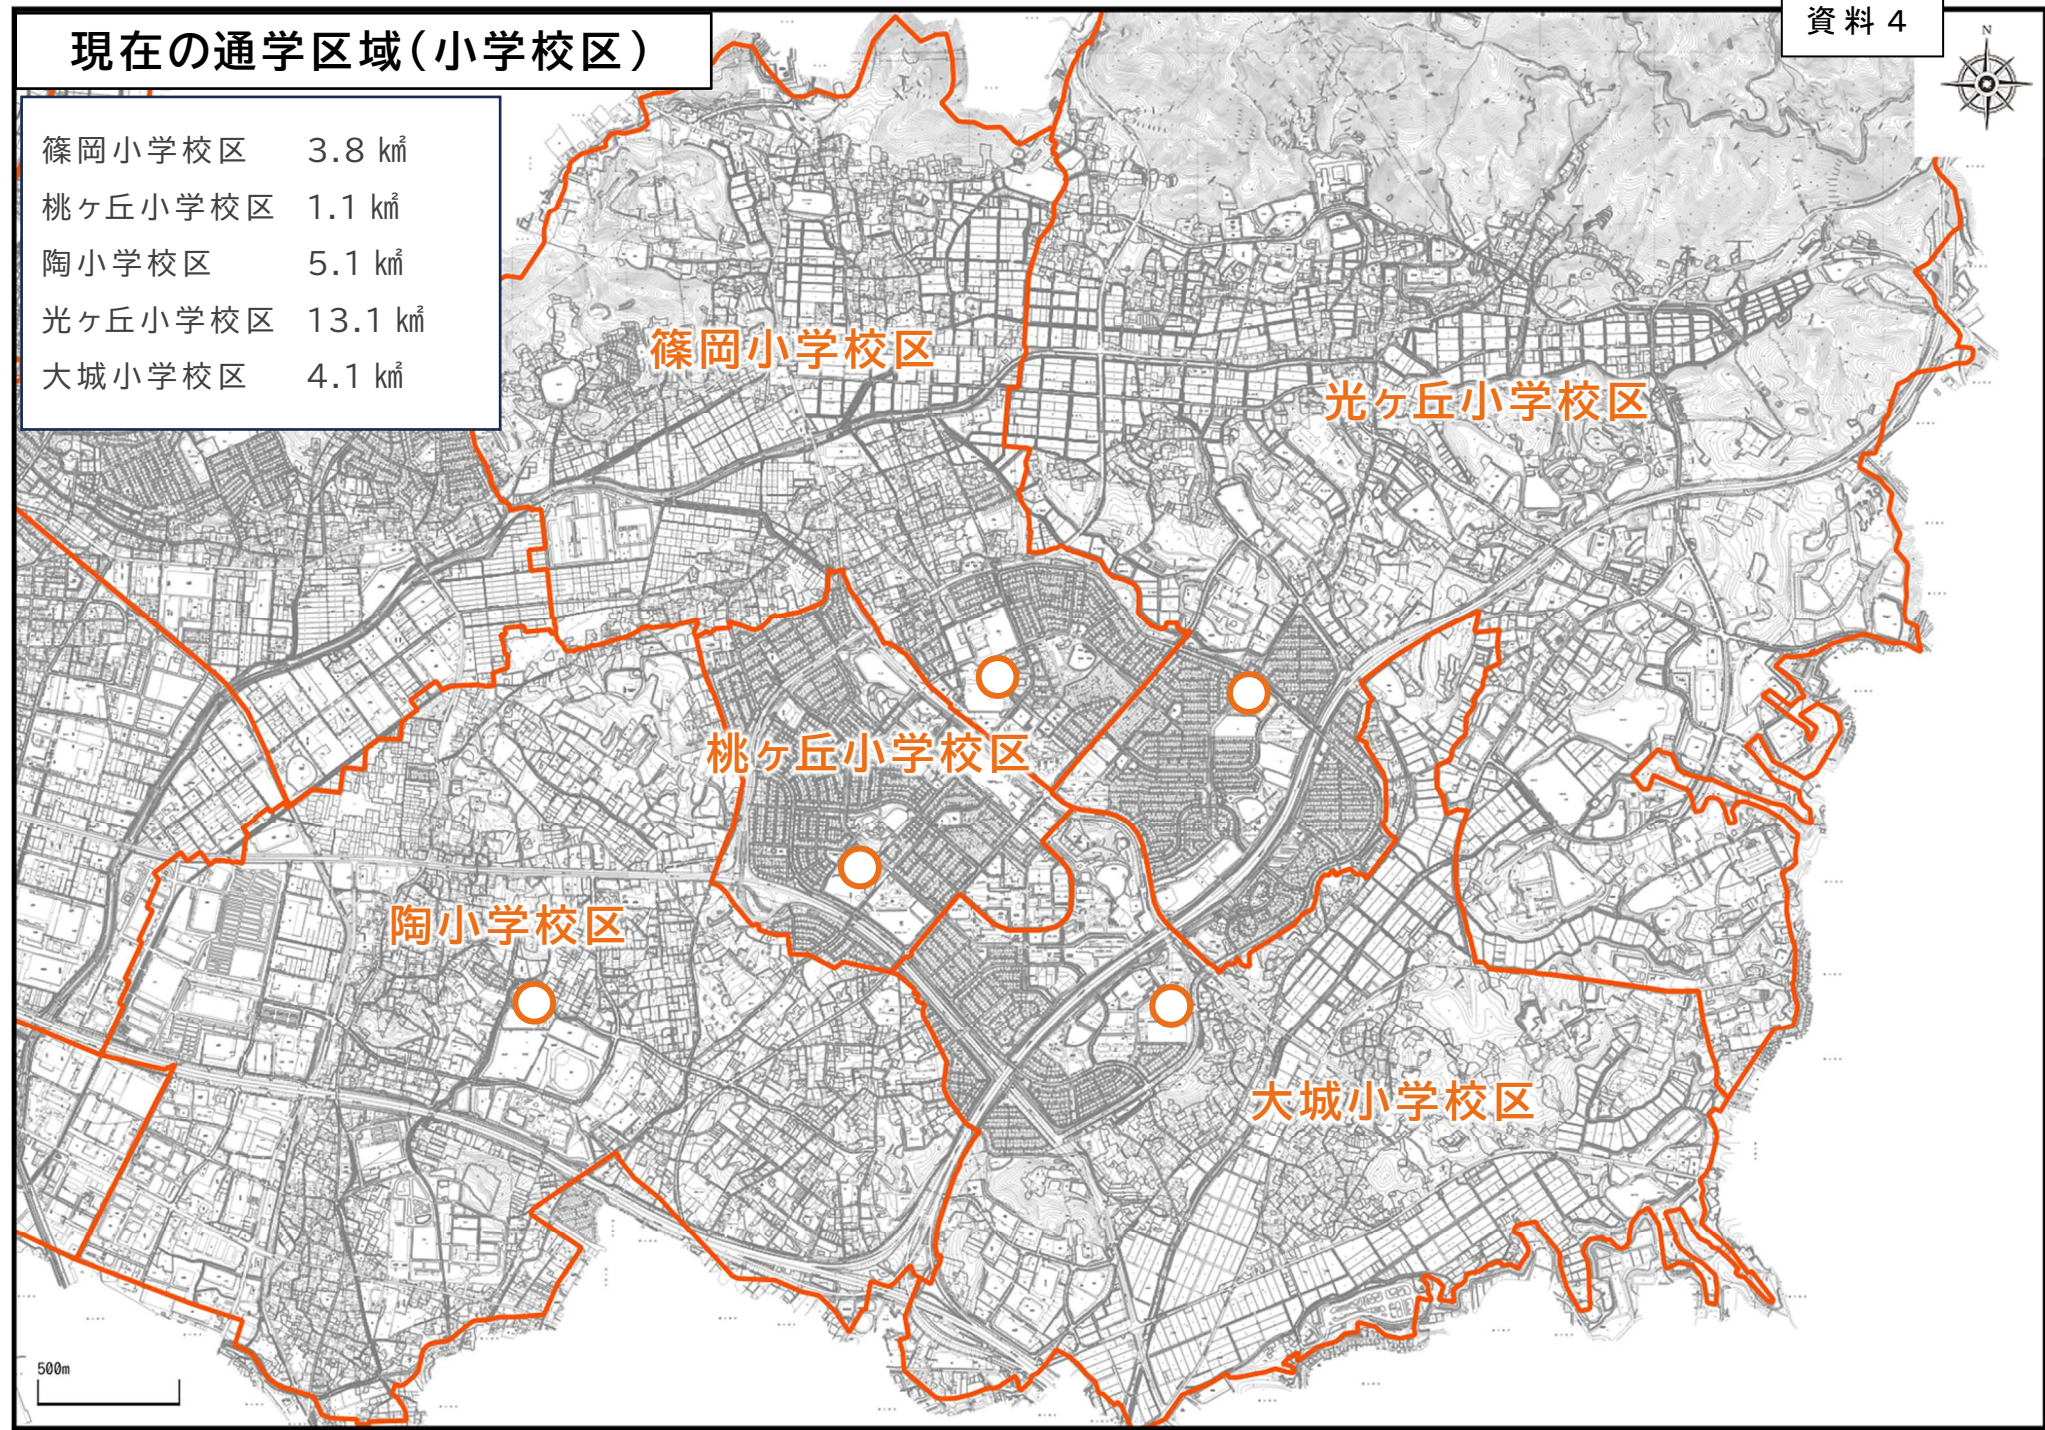 資料４
現在の通学区域（小学校区）
N
篠岡小学校区 3.8 ㎢
桃ヶ丘小学校区 1.1 ㎢
陶小学校区 5.1 ㎢
光ヶ丘小学校区 13.1 ㎢
大城小学校区 4.1 ㎢
篠岡小学校区
光ヶ丘小学校区
桃ヶ丘小学校区
陶小学校区
大城小学校区
500m